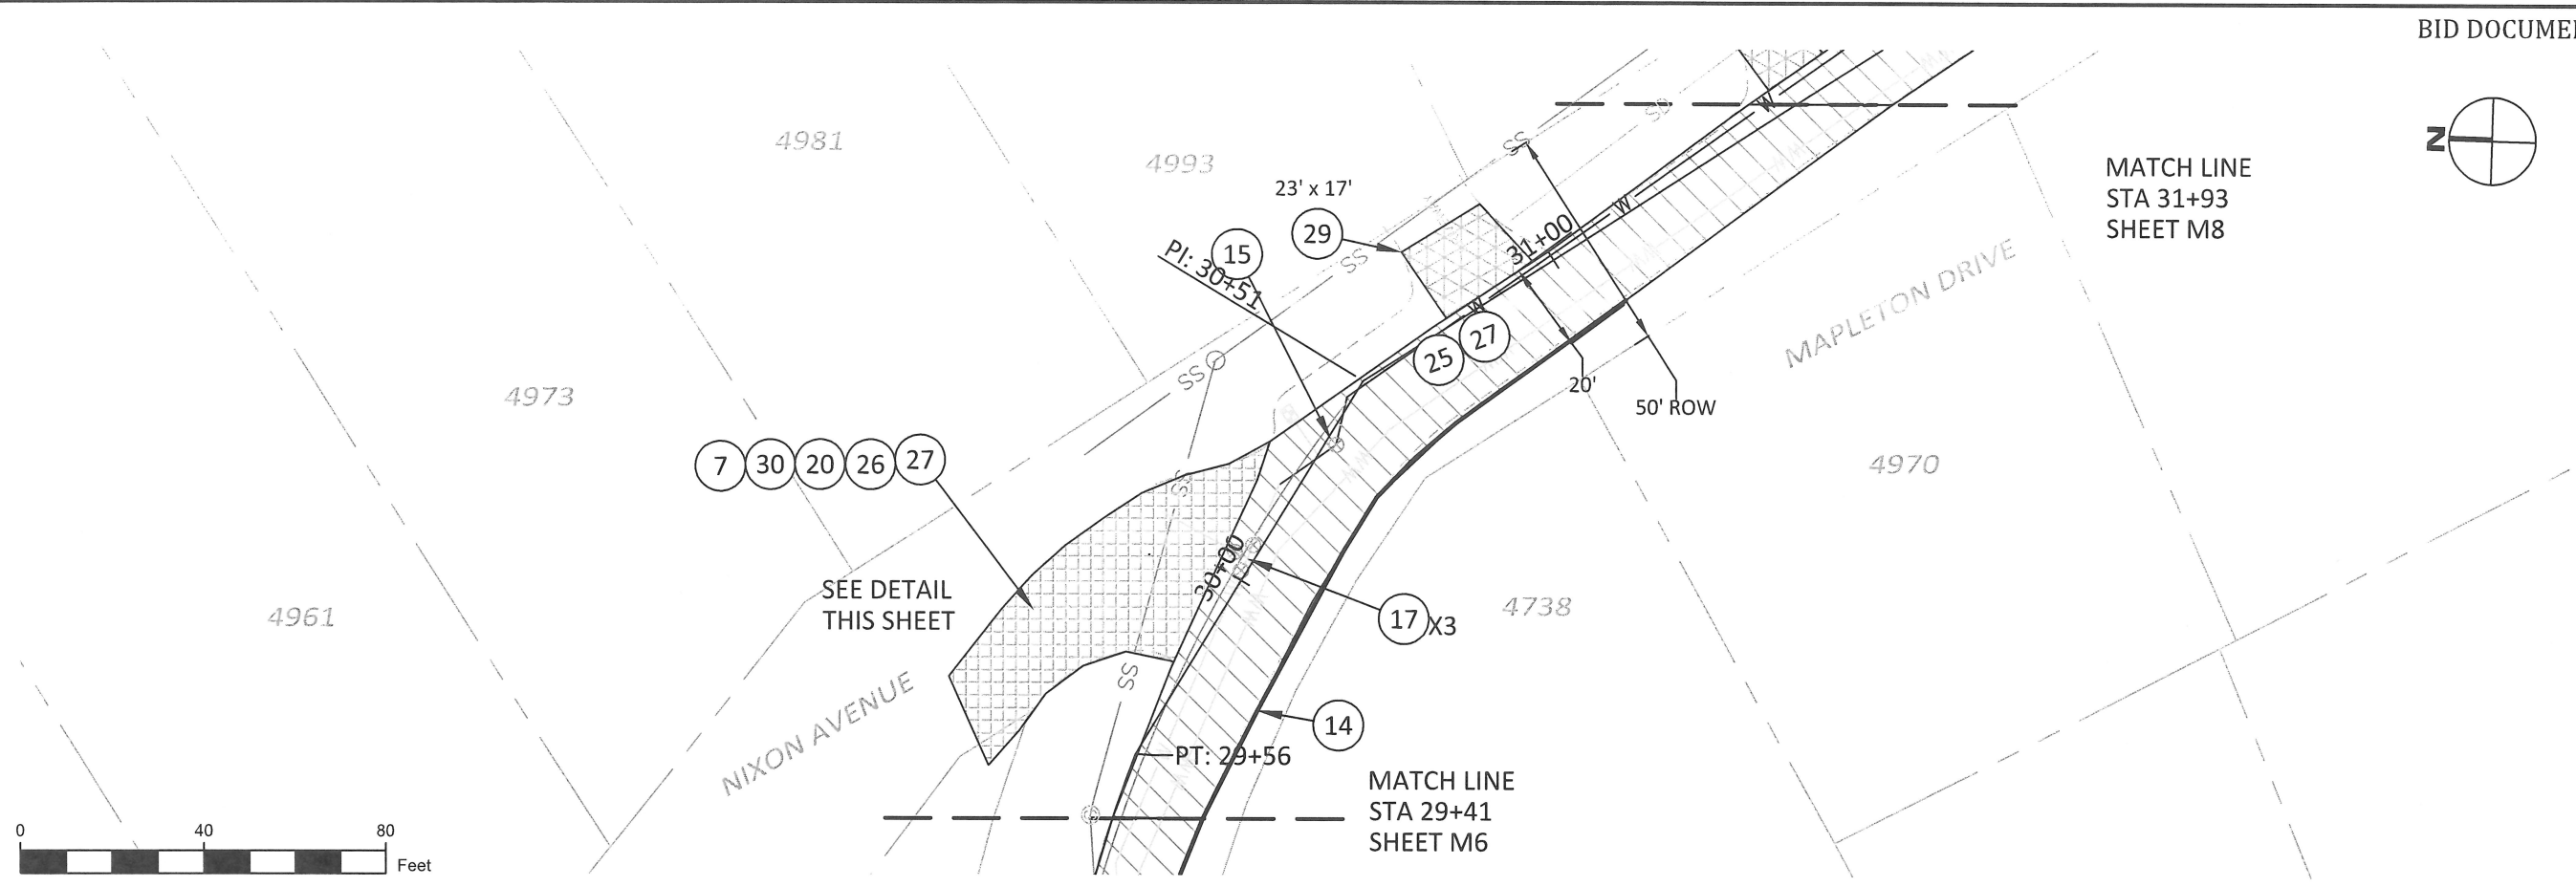 BID DOCUME
N
MATCH LINE
STA 31+93
SHEET M8
4981
4993
23' x 17'
29
15
PI: 30+51
SS
SS
SS
SD
W
W
W
31+00
25
27
20'
50' ROW
MAPLETON DRIVE
4973
4970
7
30
20
26
27
SEE DETAIL
THIS SHEET
SS
SS
30+00
17
X3
4738
4961
NIXON AVENUE
14
PT: 29+56
MATCH LINE
STA 29+41
SHEET M6
0
40
80
Feet